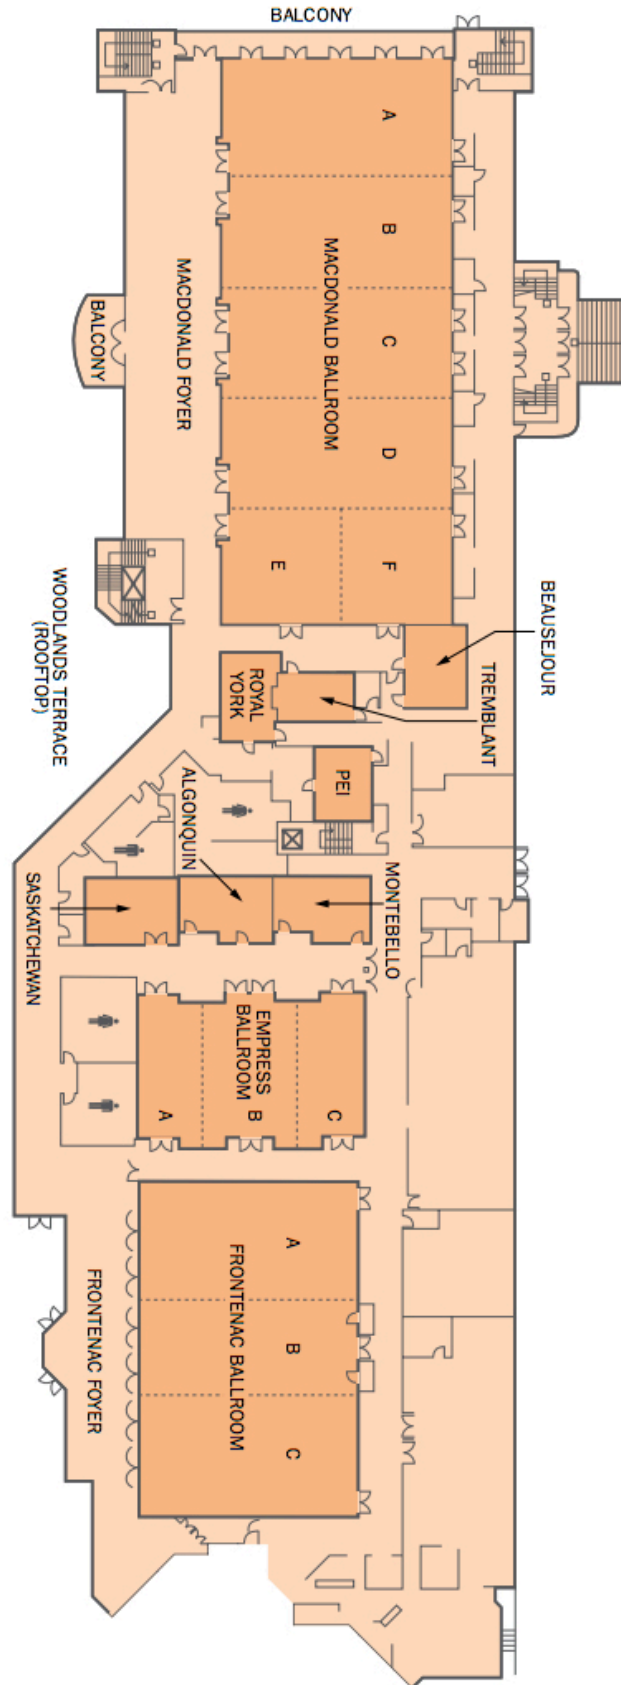 BALCONY
A
B
MACDONALD BALLROOM
C
D
E
F
MACDONALD FOYER
BALCONY
WOODLANDS TERRACE
(ROOFTOP)
BEAUSEJOUR
TREMBLANT
ROYAL
YORK
PEI
ALGONQUIN
MONTEBELLO
SASKATCHEWAN
EMPRESS
BALLROOM
A
B
C
FRONTENAC BALLROOM
A
B
C
FRONTENAC FOYER